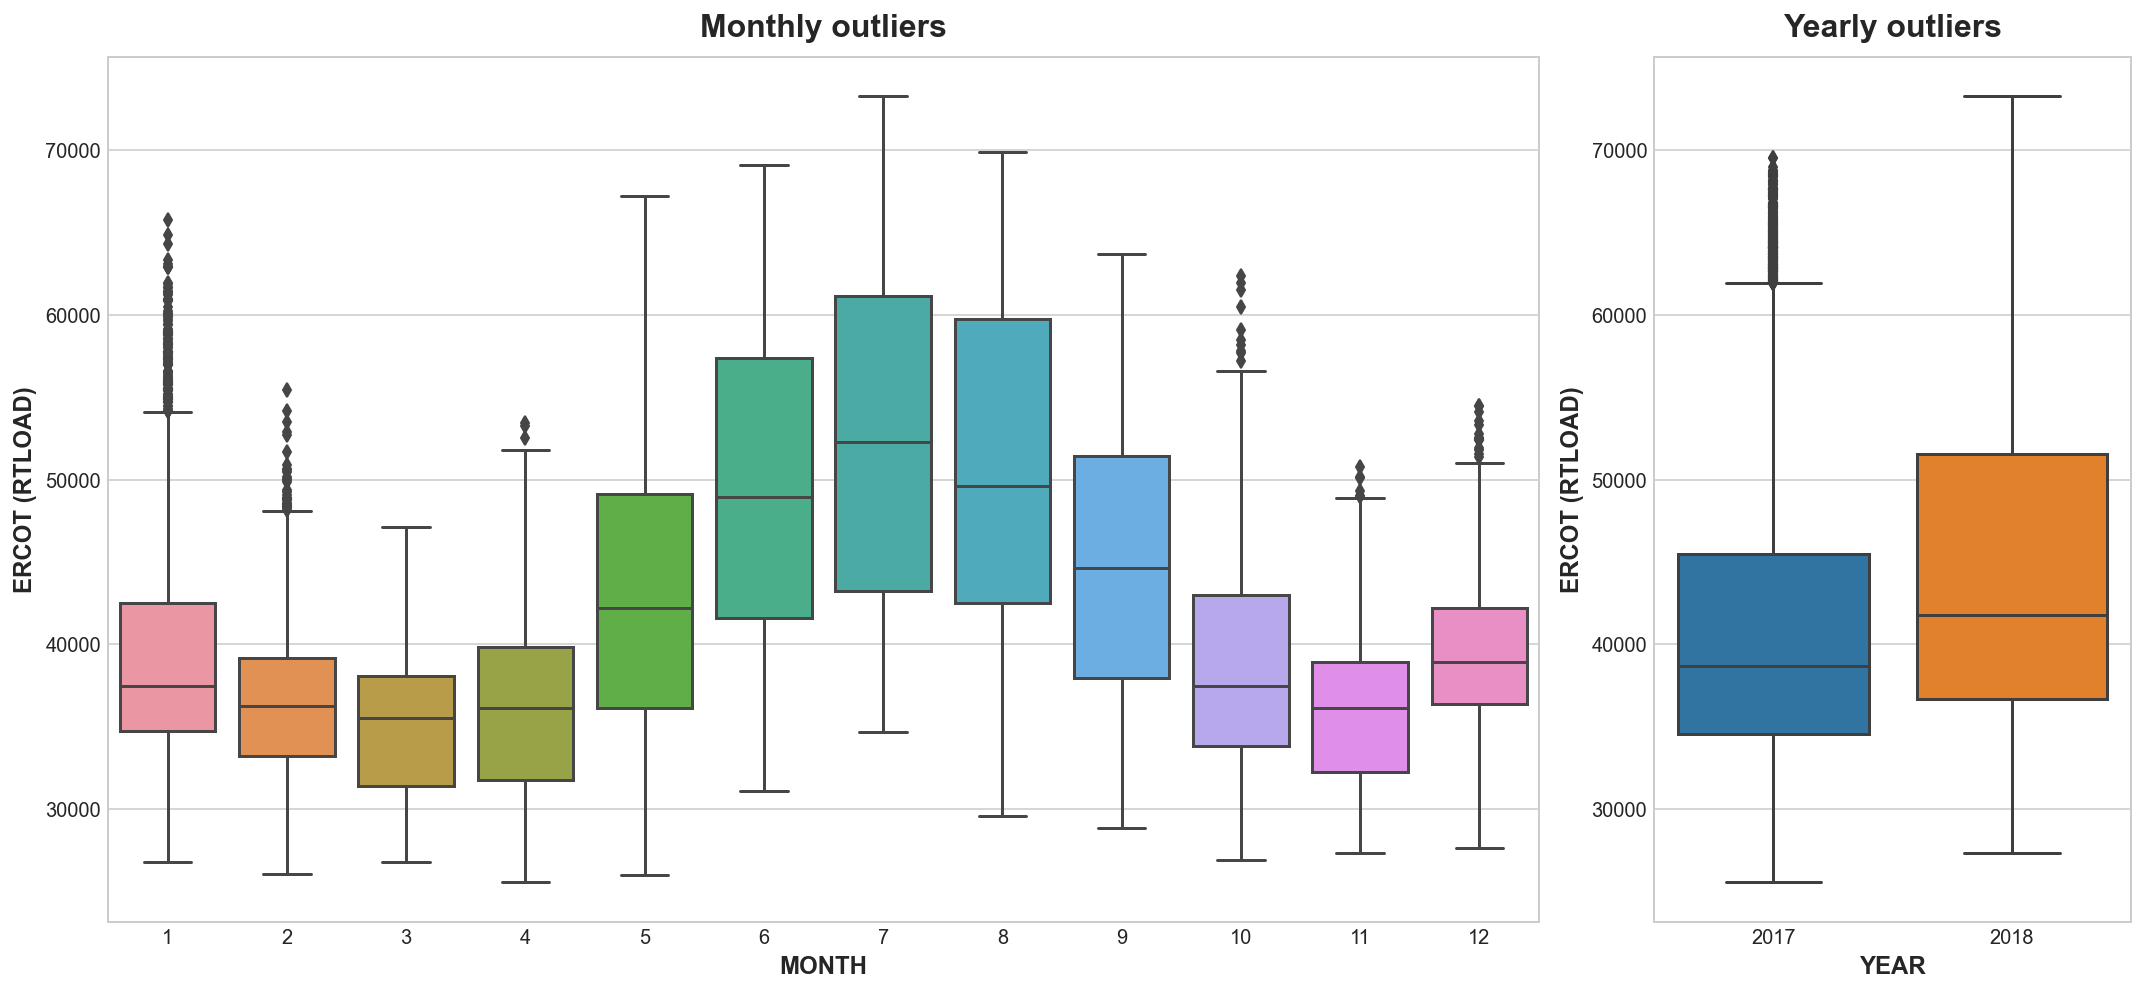 Monthly outliers
Yearly outliers
ERCOT (RTLOAD)
70000
60000
50000
40000
30000
1 2 3 4 5 6 7 8 9 10 11 12
MONTH
ERCOT (RTLOAD)
70000
60000
50000
40000
30000
2017 2018
YEAR